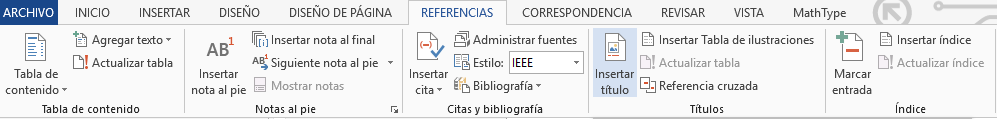 ARCHIVO INICIO INSERTAR DISEÑO DISEÑO DE PÁGINA REFERENCIAS CORRESPONDENCIA REVISAR VISTA MathType
Tabla de contenido
Agregar texto
Actualizar tabla
Tabla de contenido
AB1
Insertar nota al pie
Insertar nota al final
AB1 Siguiente nota al pie
Mostrar notas
Notas al pie
Insertar cita
Administrar fuentes
Estilo: IEEE
Bibliografía
Citas y bibliografía
Insertar título
Insertar Tabla de ilustraciones
Actualizar tabla
Referencia cruzada
Títulos
Marcar entrada
Insertar índice
Actualizar índice
Índice